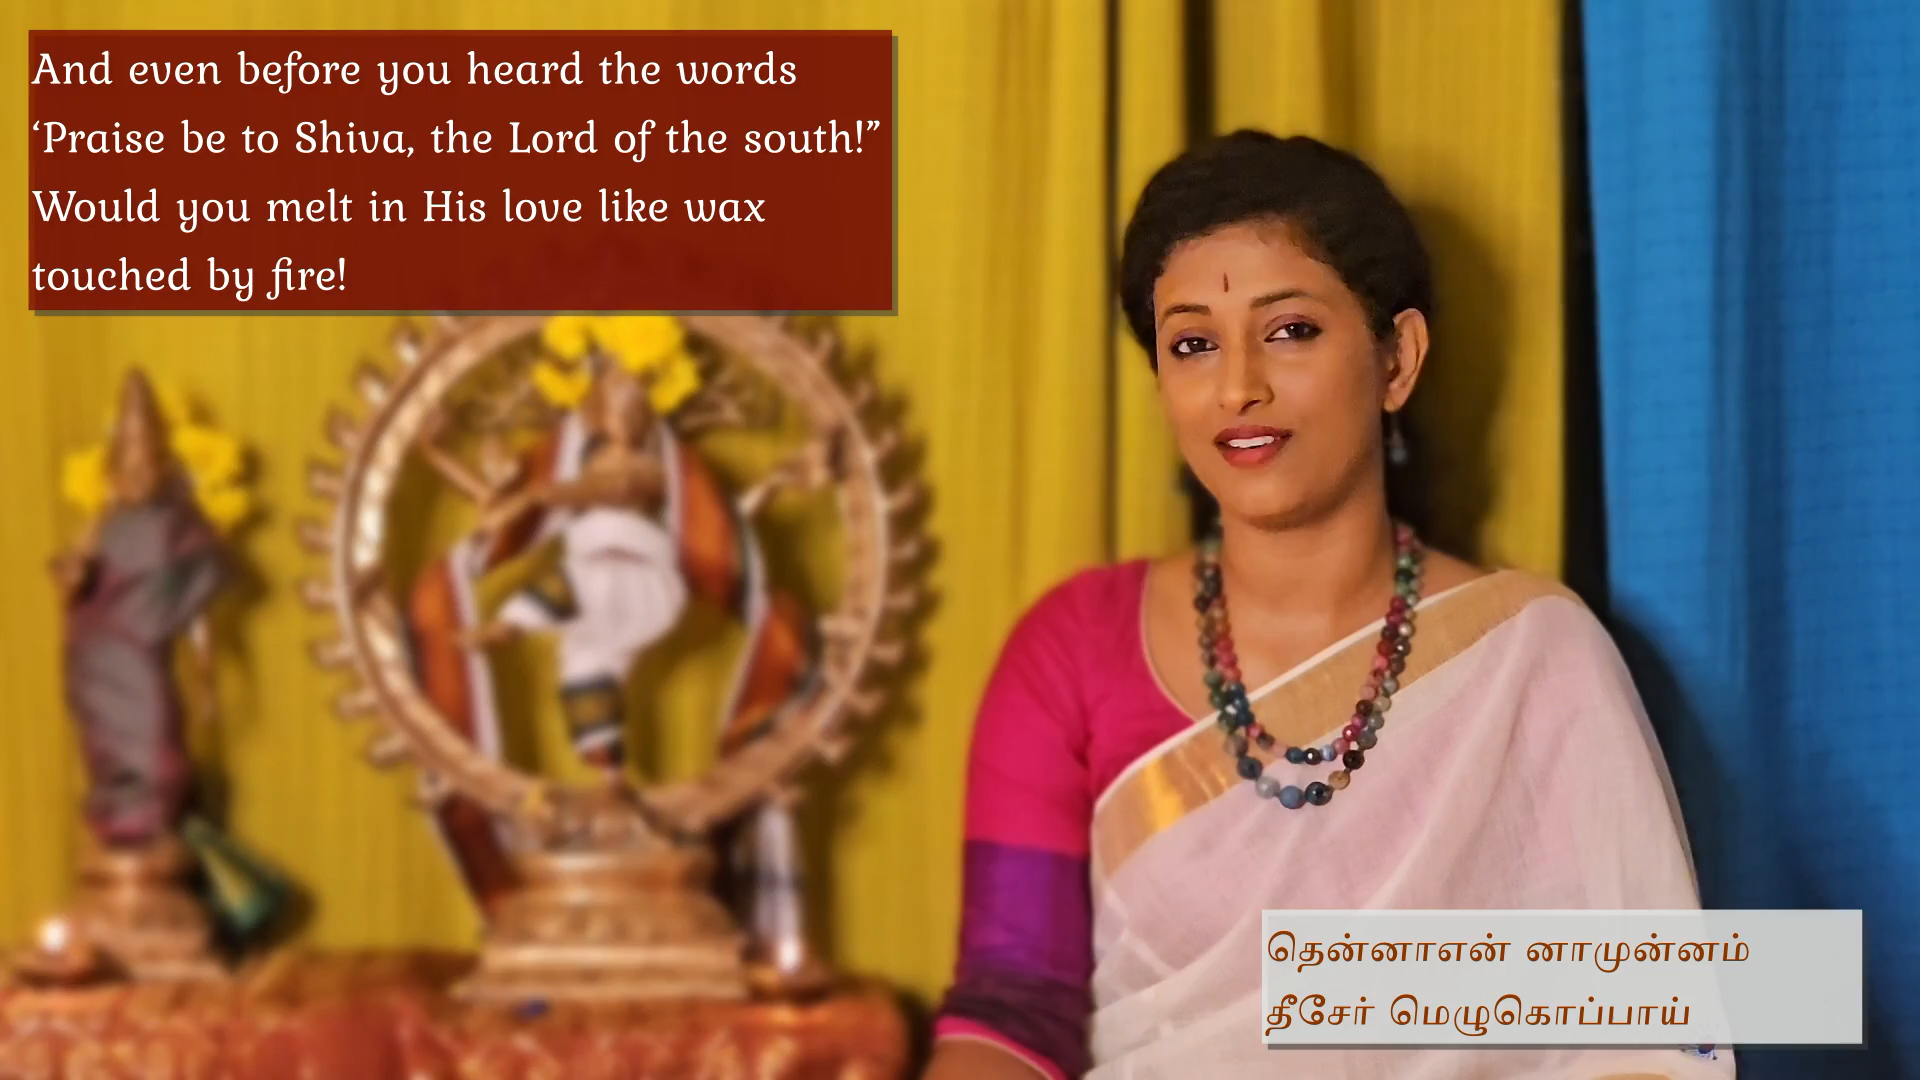 And even before you heard the words
‘Praise be to Shiva, the Lord of the south!”
Would you melt in His love like wax
touched by fire!
தென்னாஎன் னாமுன்னம்
தீசேர் மெழுகொப்பாய்